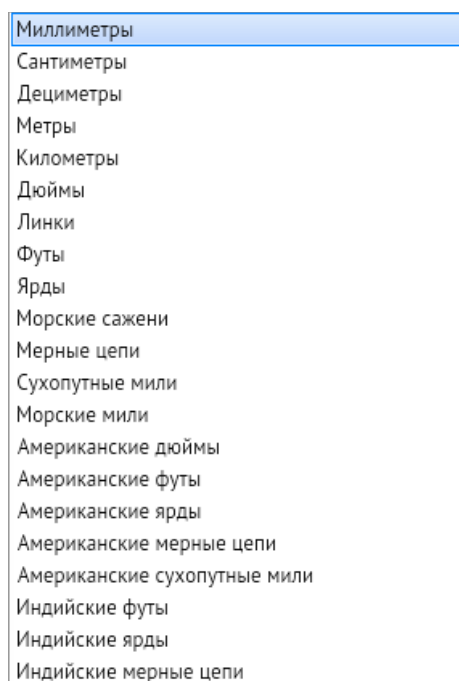 Миллиметры
Сантиметры
Дециметры
Метры
Километры
Дюймы
Линки
Футы
Ярды
Морские сажени
Мерные цепи
Сухопутные мили
Морские мили
Американские дюймы
Американские футы
Американские ярды
Американские мерные цепи
Американские сухопутные мили
Индийские футы
Индийские ярды
Индийские мерные цепи